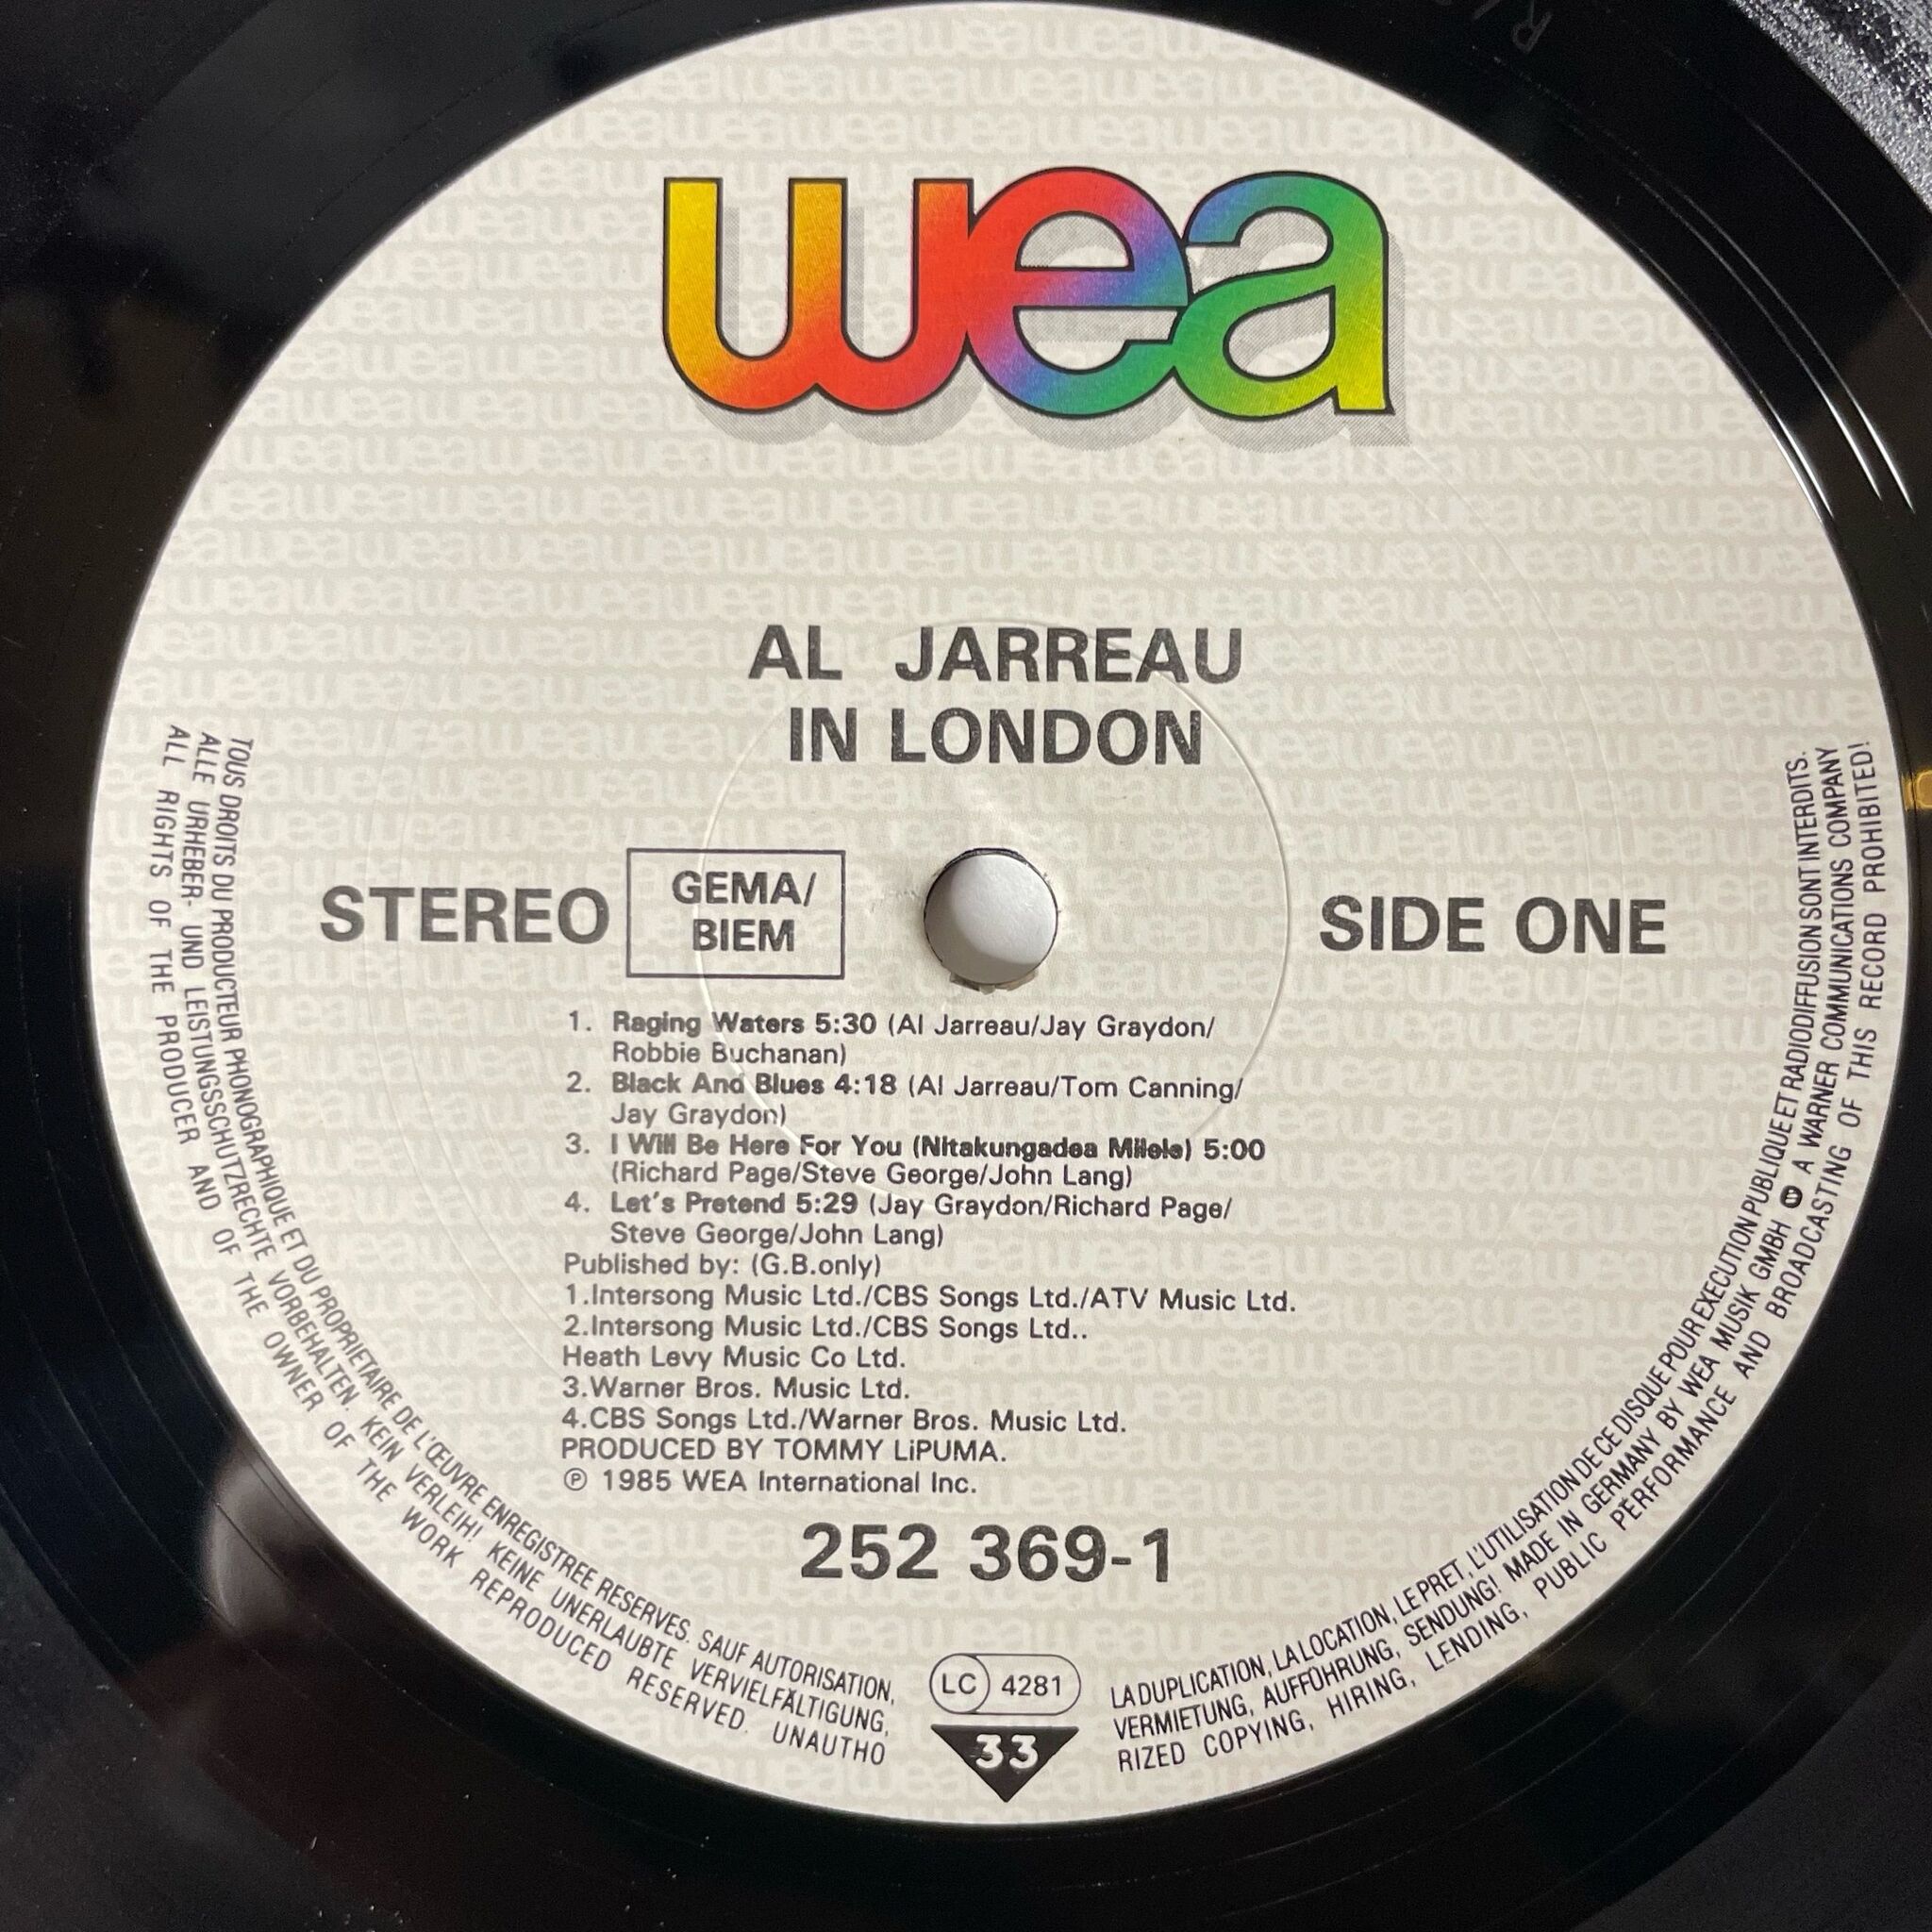 wea
AL JARREAU
IN LONDON
STEREO
GEMA/
BIEM
SIDE ONE
1. Raging Waters 5:30 (Al Jarreau/Jay Graydon/
Robbie Buchanan)
2. Black And Blues 4:18 (Al Jarreau/Tom Canning/
Jay Graydon)
3. I Will Be Here For You (Nitakungadea Milele) 5:00
(Richard Page/Steve George/John Lang)
4. Let's Pretend 5:29 (Jay Graydon/Richard Page/
Steve George/John Lang)
Published by: (G.B.only)
1.Intersong Music Ltd./CBS Songs Ltd./ATV Music Ltd.
2.Intersong Music Ltd./CBS Songs Ltd..
Heath Levy Music Co Ltd.
3.Warner Bros. Music Ltd.
4.CBS Songs Ltd./Warner Bros. Music Ltd.
PRODUCED BY TOMMY LiPUMA.
℗ 1985 WEA International Inc.
252 369-1
LC 4281
33
TOUS DROITS DU PRODUCTEUR PHONOGRAPHIQUE ET DU PROPRIETAIRE DE L'ŒUVRE ENREGISTREE RESERVES. SAUF AUTORISATION, LA DUPLICATION, LA LOCATION, LE PRET, L'UTILISATION DE CE DISQUE POUR EXECUTION PUBLIQUE ET RADIODIFFUSION SONT INTERDITS.
ALLE URHEBER- UND LEISTUNGSSCHUTZRECHTE VORBEHALTEN. KEIN VERLEIH! KEINE UNERLAUBTE VERVIELFÄLTIGUNG, VERMIETUNG, AUFFÜHRUNG, SENDUNG! MADE IN GERMANY BY WEA MUSIK GMBH A WARNER COMMUNICATIONS COMPANY
ALL RIGHTS OF THE PRODUCER AND OF THE OWNER OF THE WORK REPRODUCED RESERVED. UNAUTHORIZED COPYING, HIRING, LENDING, PUBLIC PERFORMANCE AND BROADCASTING OF THIS RECORD PROHIBITED!